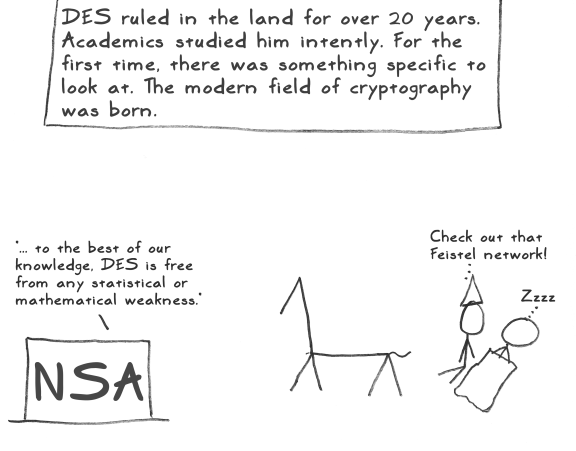 DES ruled in the land for over 20 years.
Academics studied him intently. For the
first time, there was something specific to
look at. The modern field of cryptography
was born.
"... to the best of our
knowledge, DES is free
from any statistical or
mathematical weakness."
NSA
Check out that
Feistel network!
Zzzz